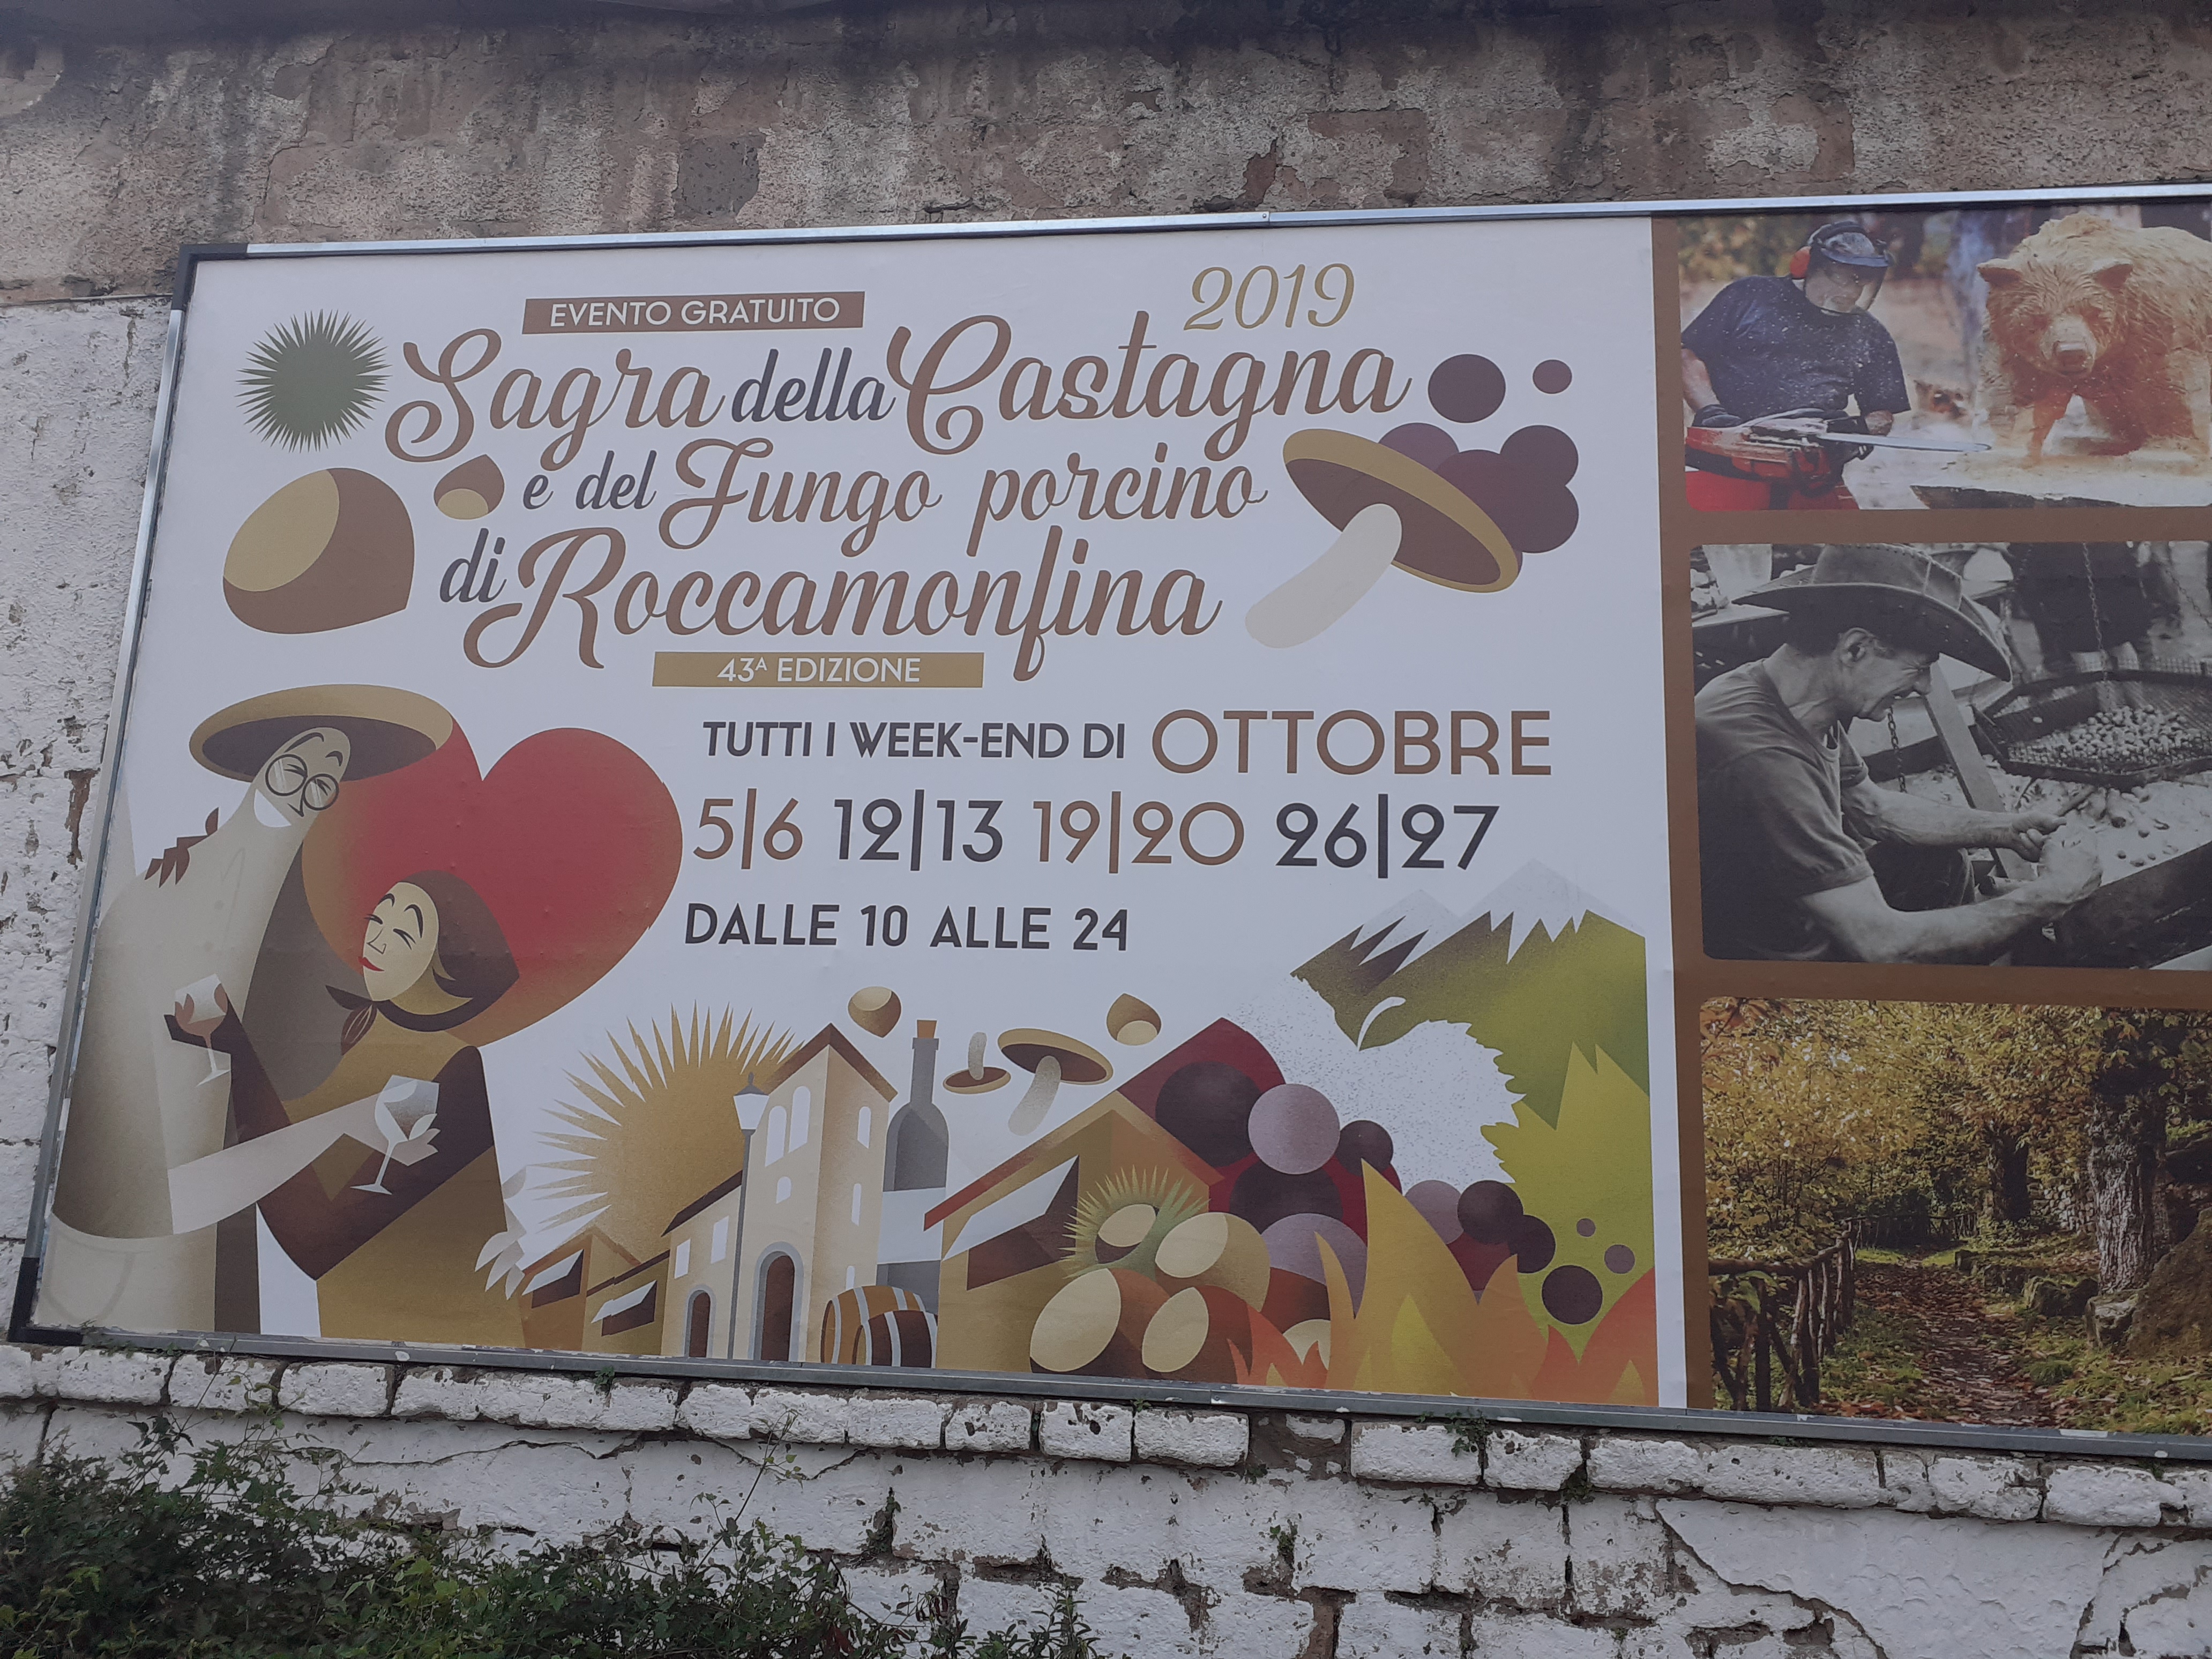 EVENTO GRATUITO
2019
Sagra della Castagna
e del Fungo porcino
di Roccamonfina
43ᴬ EDIZIONE
TUTTI I WEEK-END DI OTTOBRE
5|6 12|13 19|20 26|27
DALLE 10 ALLE 24